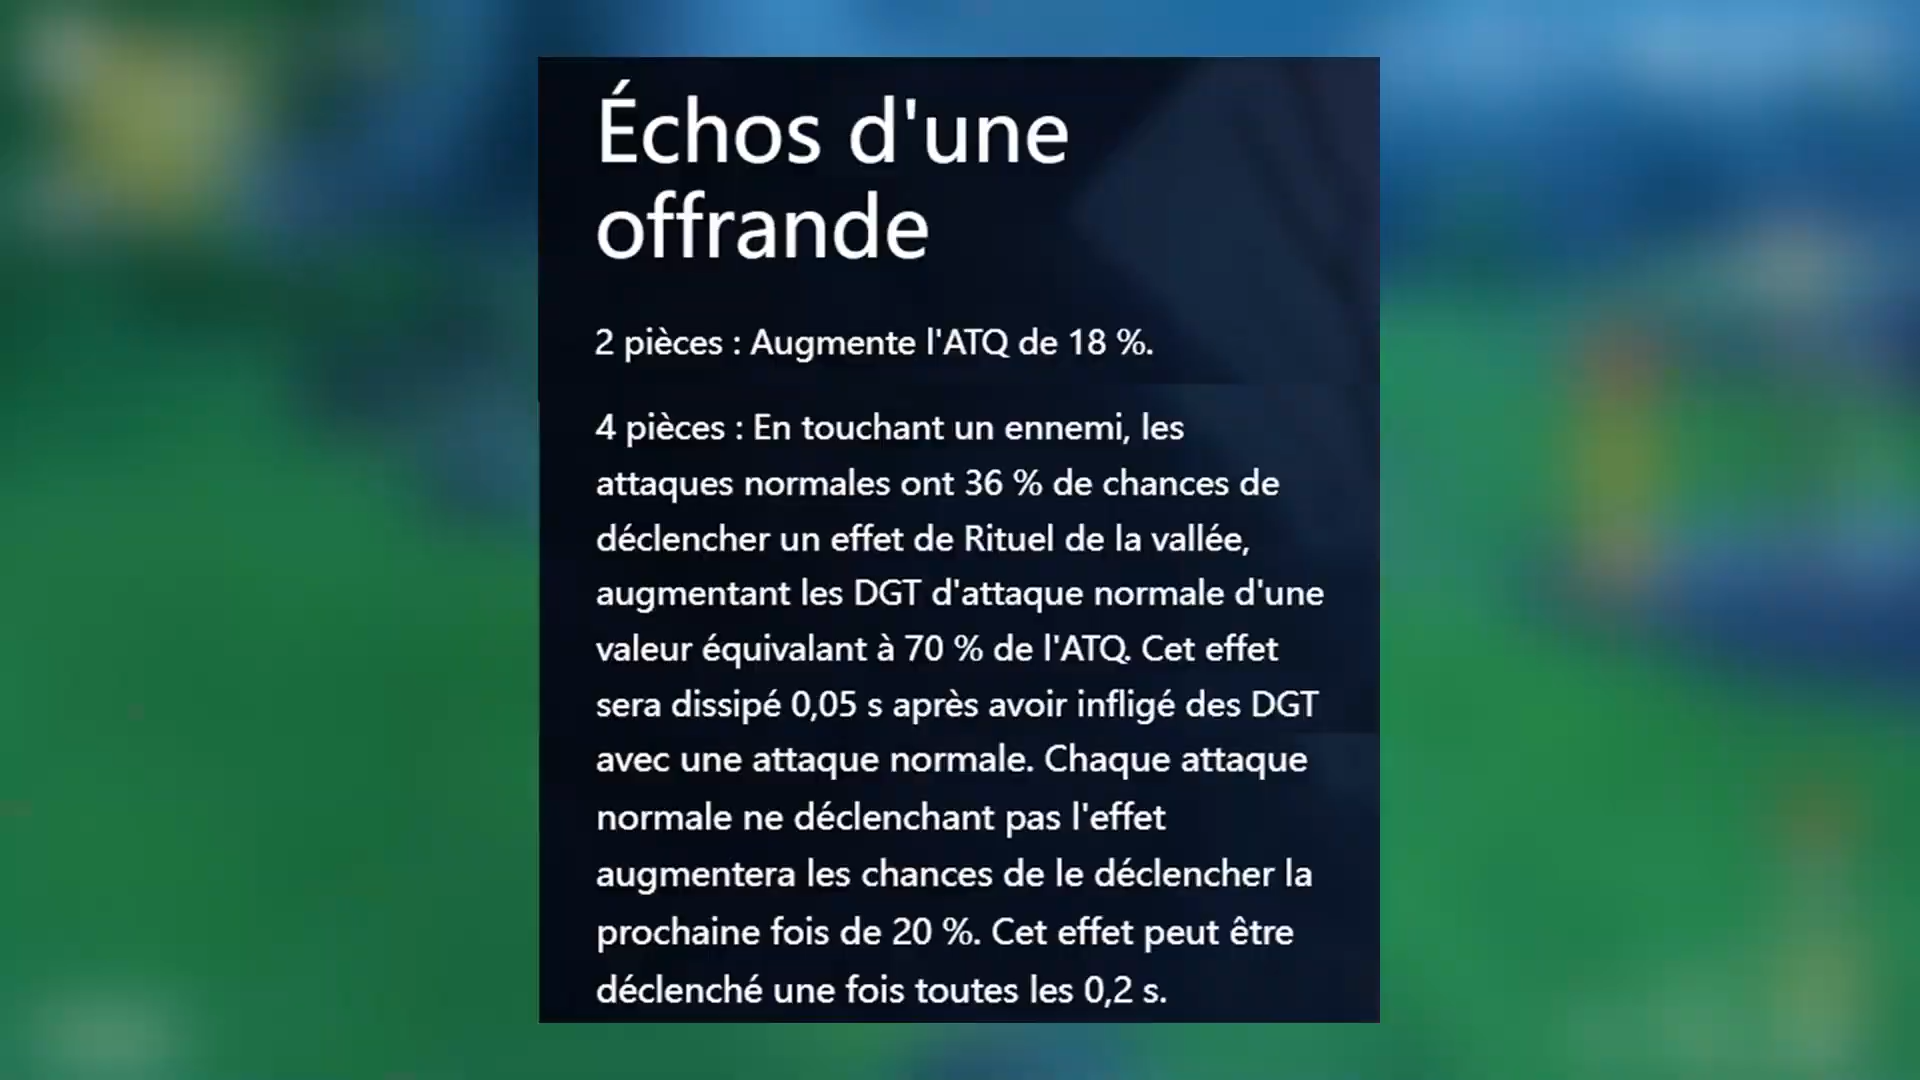 Échos d'une
offrande
2 pièces : Augmente l'ATQ de 18 %.
4 pièces : En touchant un ennemi, les
attaques normales ont 36 % de chances de
déclencher un effet de Rituel de la vallée,
augmentant les DGT d'attaque normale d'une
valeur équivalant à 70 % de l'ATQ. Cet effet
sera dissipé 0,05 s après avoir infligé des DGT
avec une attaque normale. Chaque attaque
normale ne déclenchant pas l'effet
augmentera les chances de le déclencher la
prochaine fois de 20 %. Cet effet peut être
déclenché une fois toutes les 0,2 s.